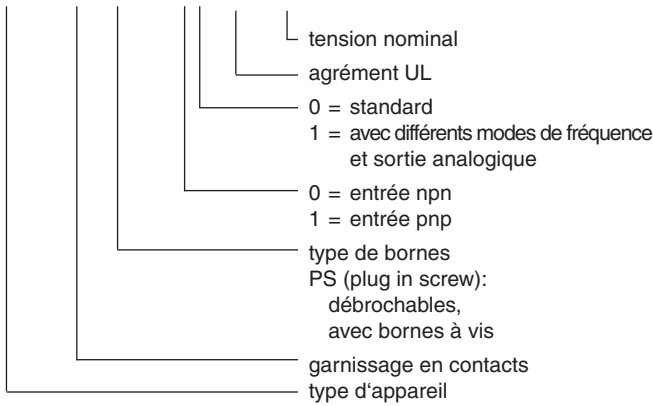 tension nominal
agrément UL
0 = standard
1 = avec différents modes de fréquence
et sortie analogique
0 = entrée npn
1 = entrée pnp
type de bornes
PS (plug in screw):
débrochables,
avec bornes à vis
garnissage en contacts
type d'appareil